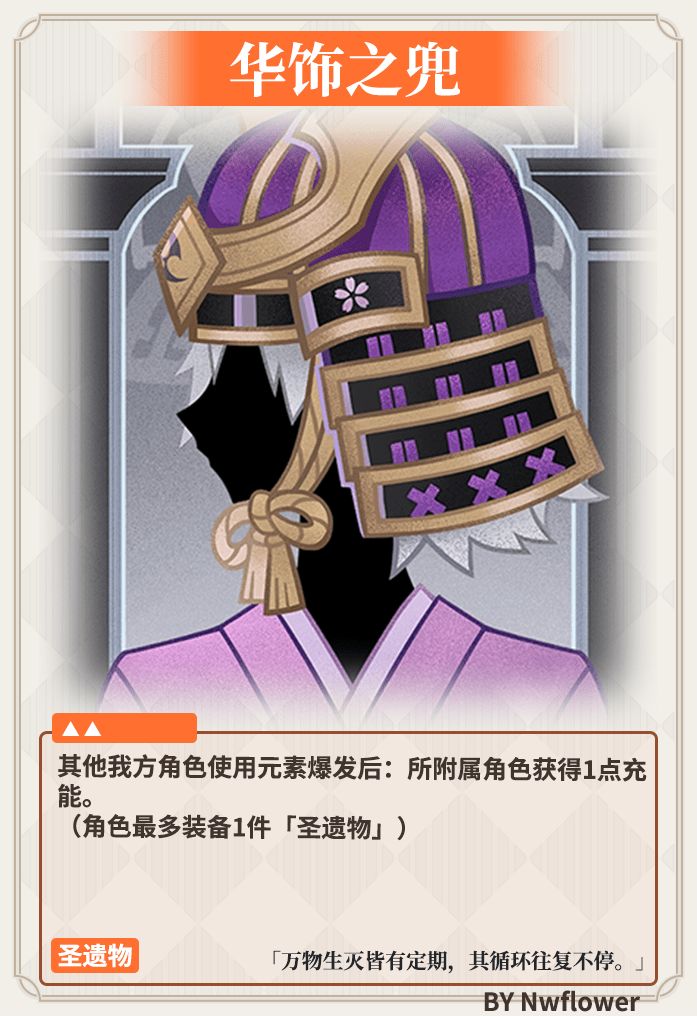 华饰之兜
其他我方角色使用元素爆发后：所附属角色获得1点充
能。
（角色最多装备1件「圣遗物」）
圣遗物
「万物生灭皆有定期，其循环往复不停。」
BY Nwflower